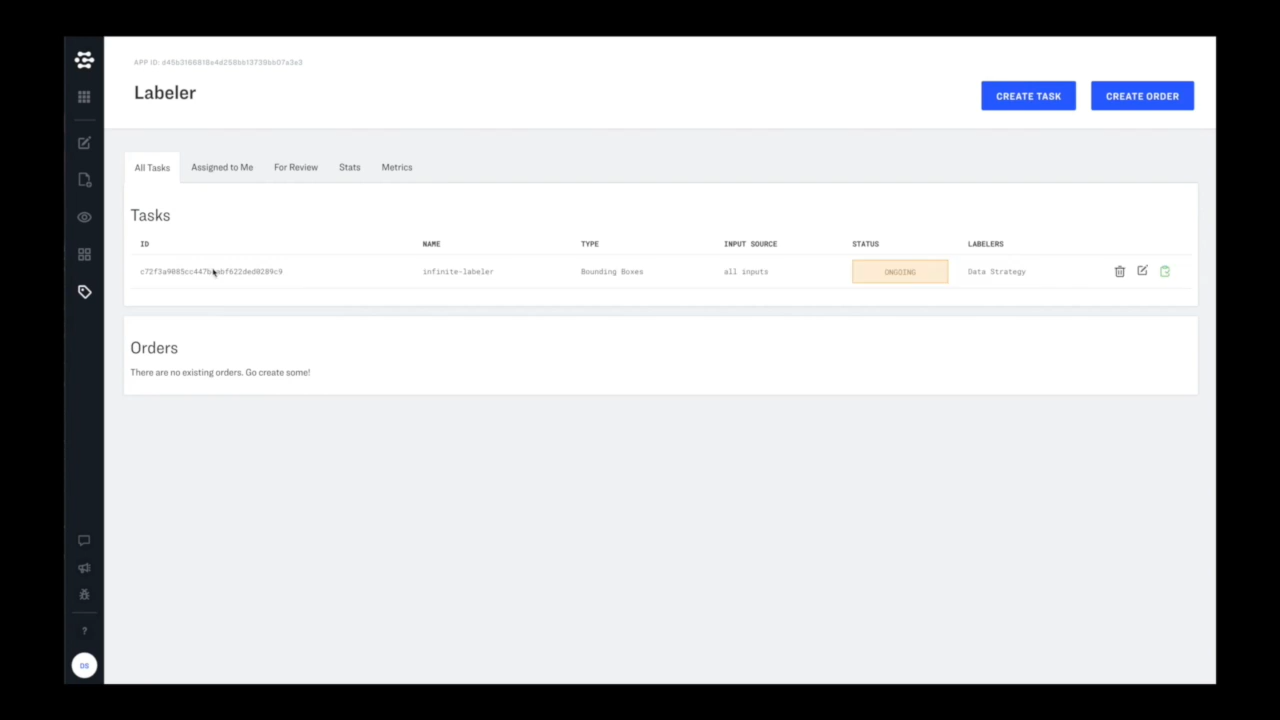 Labeler
CREATE TASK
CREATE ORDER
All Tasks
Assigned to Me
For Review
Stats
Metrics
Tasks
ID NAME TYPE INPUT SOURCE STATUS LABELERS
infinite-labeler Bounding Boxes all inputs ONGOING Data Strategy
Orders
There are no existing orders. Go create some!
?
DS